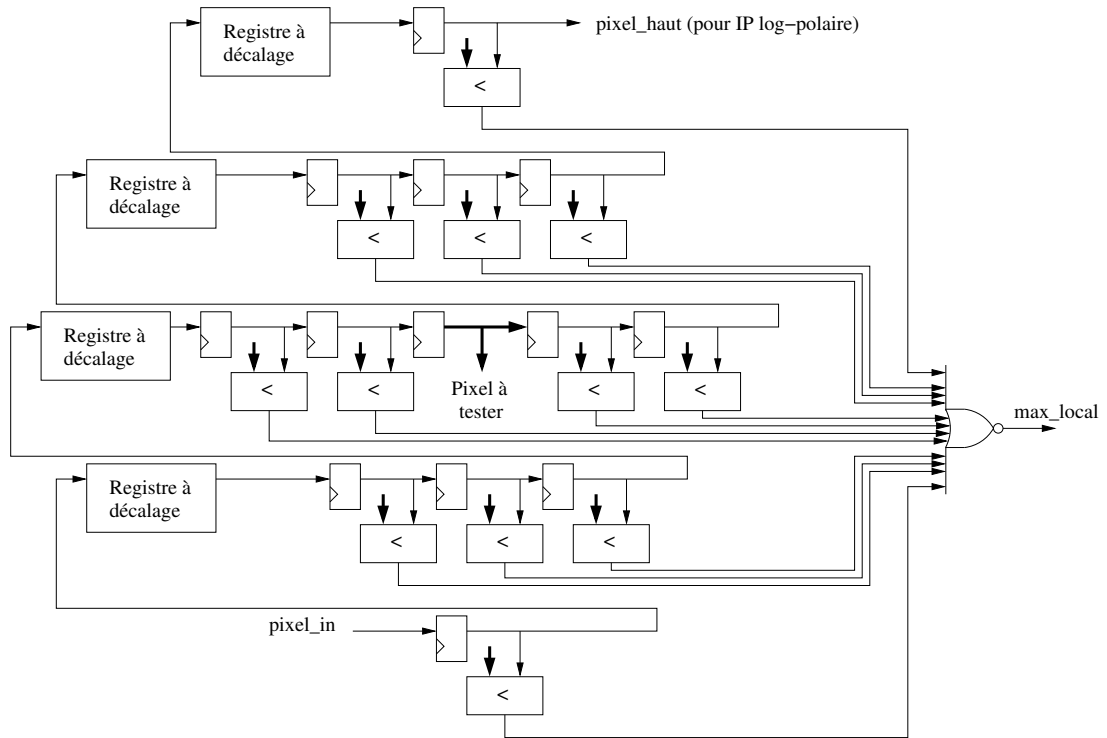 Registre à
décalage
pixel_haut (pour IP log−polaire)
<
Registre à
décalage
<
<
<
Registre à
décalage
<
<
Pixel à
tester
<
<
max_local
Registre à
décalage
<
<
<
pixel_in
<